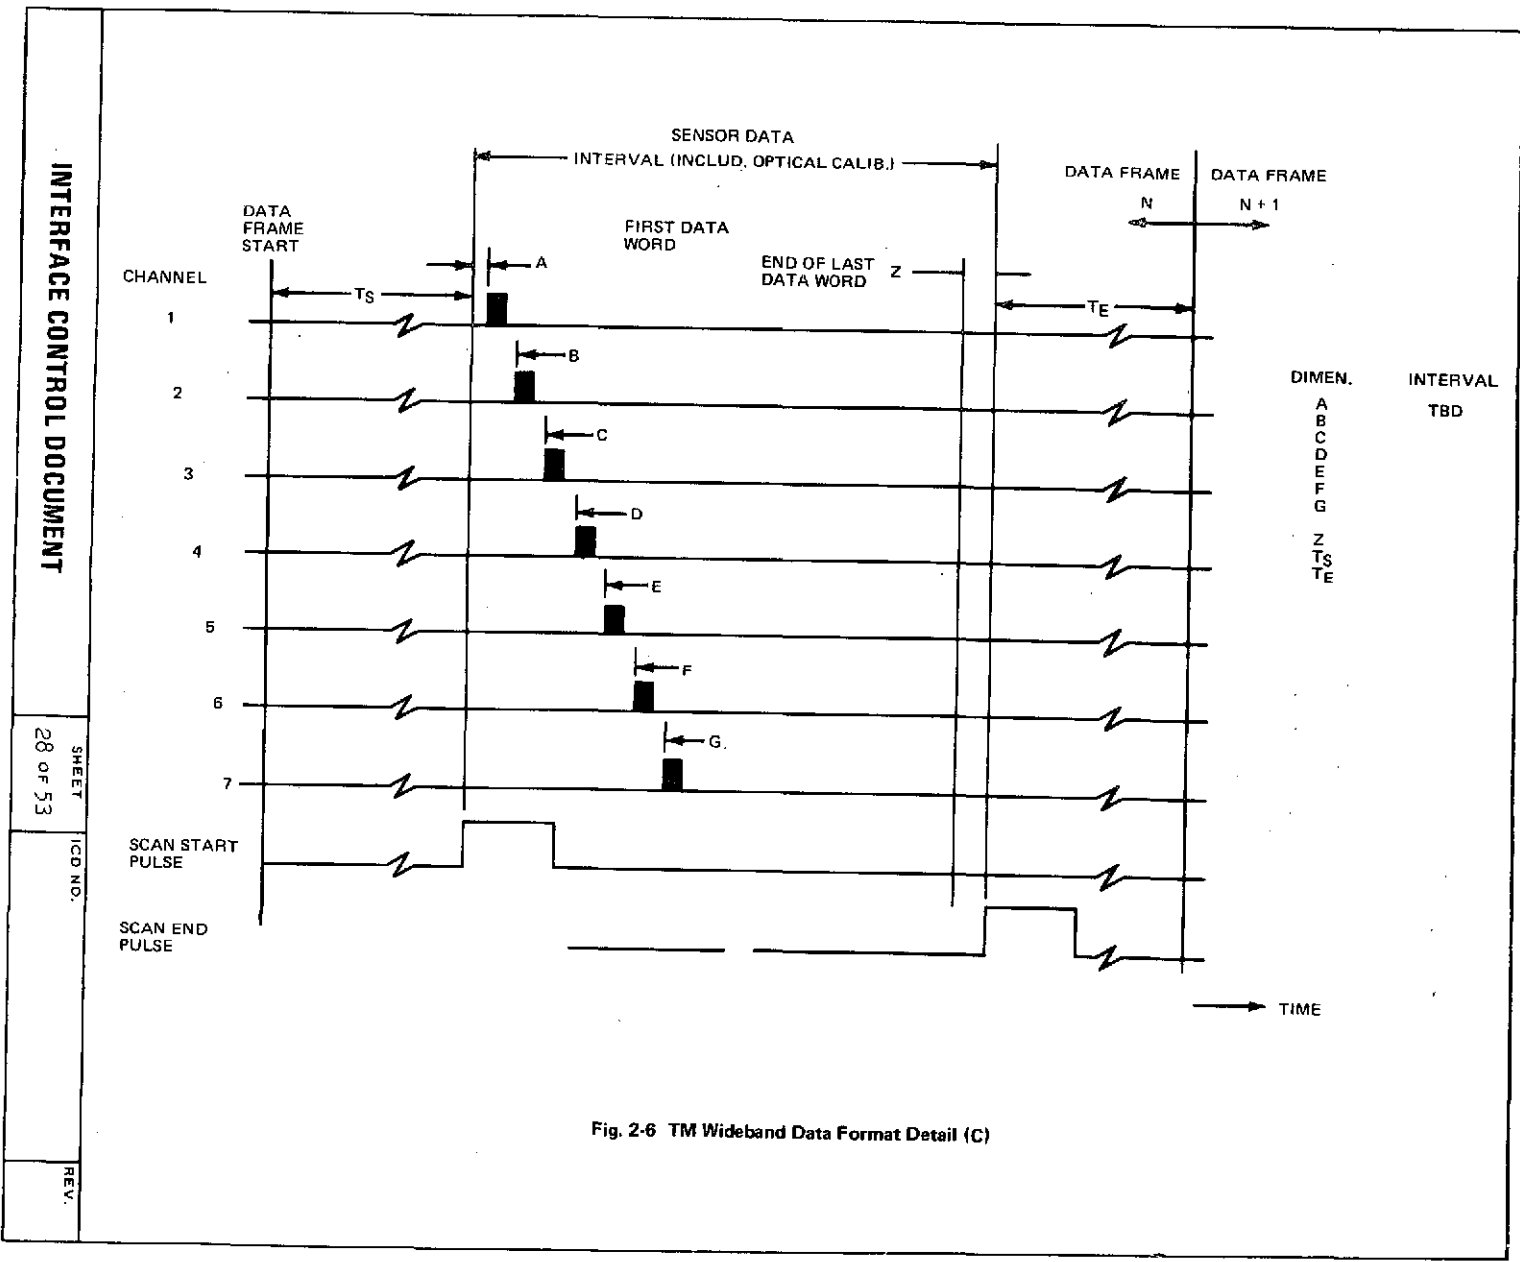 INTERFACE CONTROL DOCUMENT
SHEET
28 OF 53
ICD NO.
REV.
SENSOR DATA
INTERVAL (INCLUD. OPTICAL CALIB.)
DATA FRAME
N
DATA FRAME
N + 1
DATA
FRAME
START
FIRST DATA
WORD
END OF LAST
DATA WORD
Z
CHANNEL
A
TS
TE
1
B
2
C
3
D
4
E
5
F
6
G
7
SCAN START
PULSE
SCAN END
PULSE
DIMEN. INTERVAL
A TBD
B
C
D
E
F
G
Z
TS
TE
TIME
Fig. 2-6 TM Wideband Data Format Detail (C)